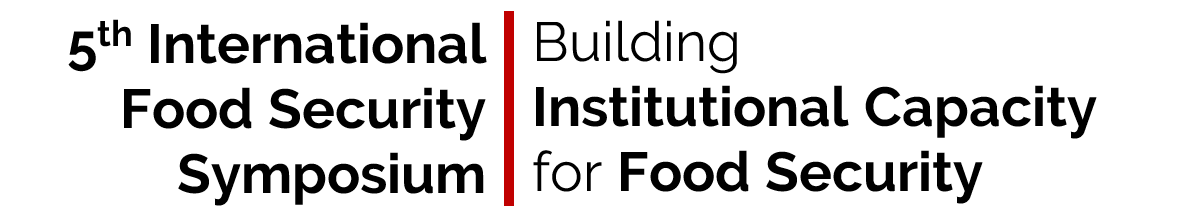 5th International
Food Security
Symposium
Building
Institutional Capacity
for Food Security